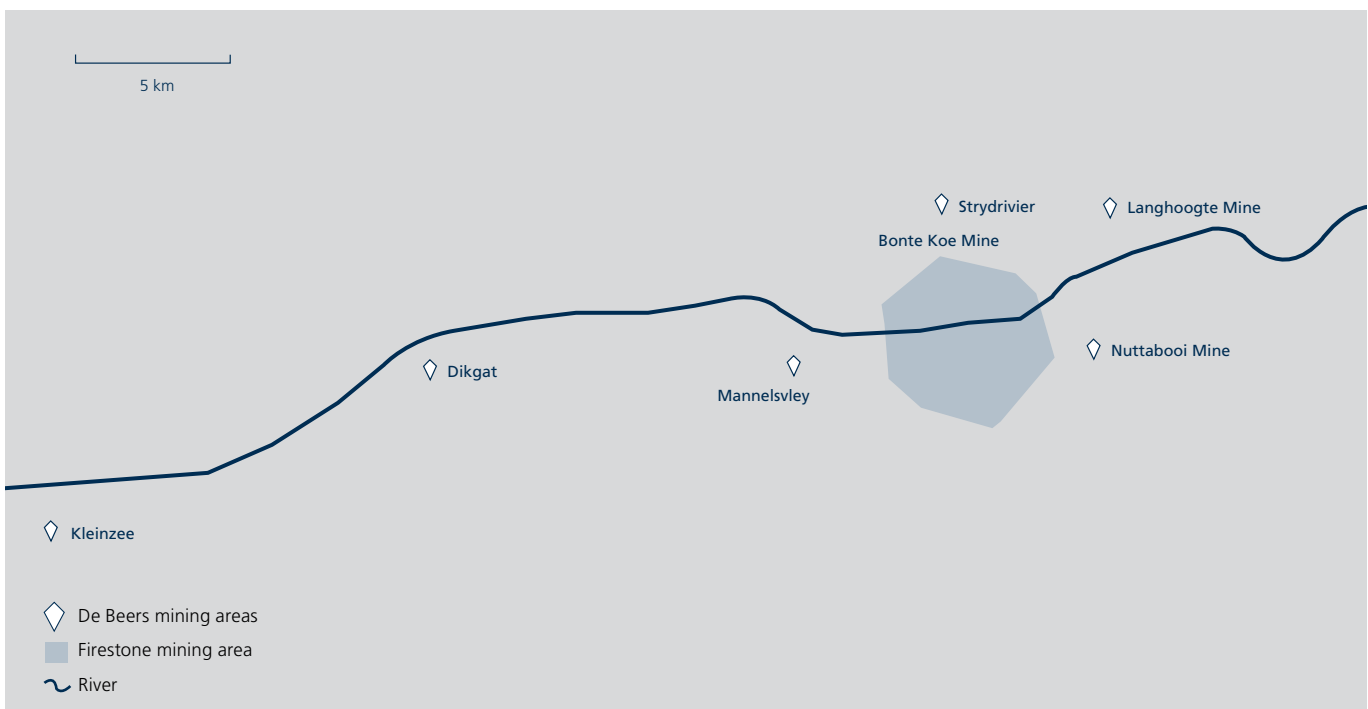 5 km
Strydrivier
Langhoogte Mine
Bonte Koe Mine
Nuttabooi Mine
Dikgat
Mannelsvley
Kleinzee
De Beers mining areas
Firestone mining area
River